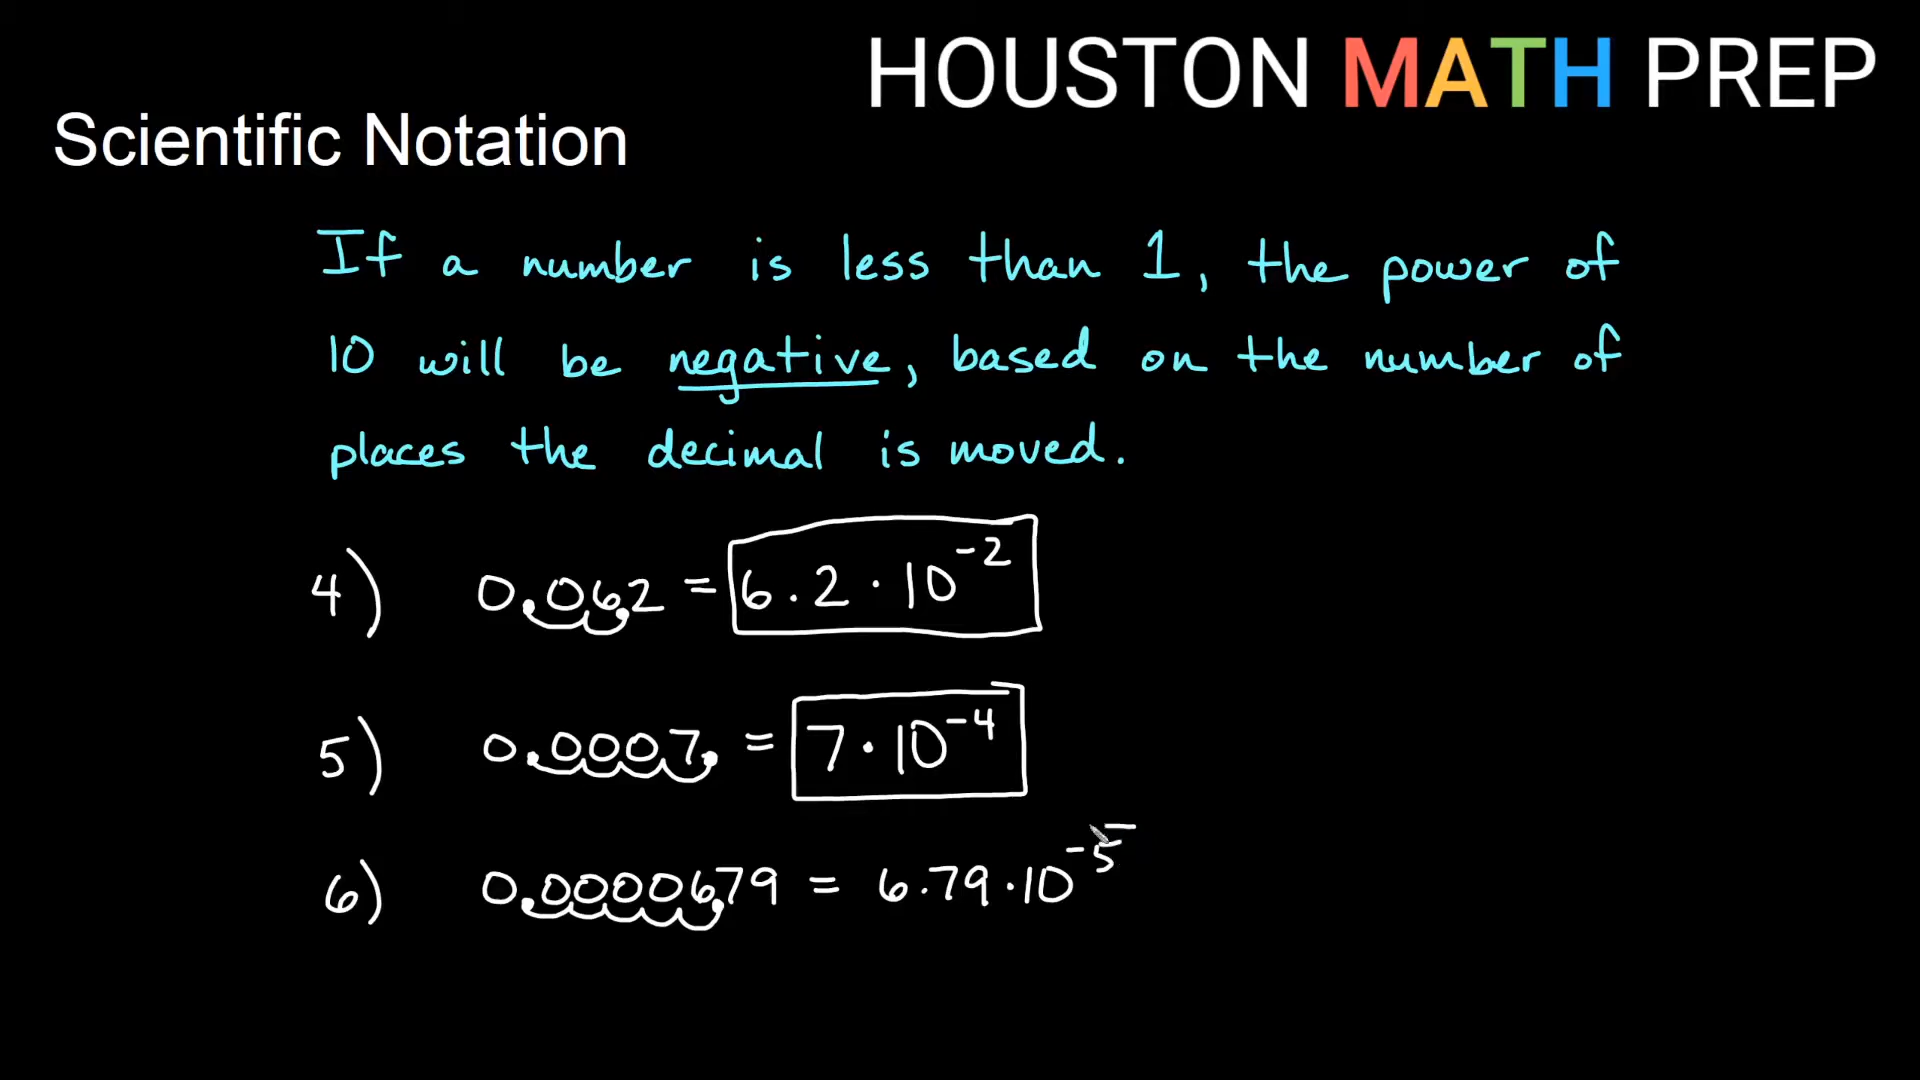 HOUSTON MATH PREP
Scientific Notation
If a number is less than 1, the power of
10 will be negative, based on the number of
places the decimal is moved.
4) 0.062 = 6.2 · 10⁻²
5) 0.0007. = 7 · 10⁻⁴
6) 0.0000679 = 6.79 · 10⁻⁵